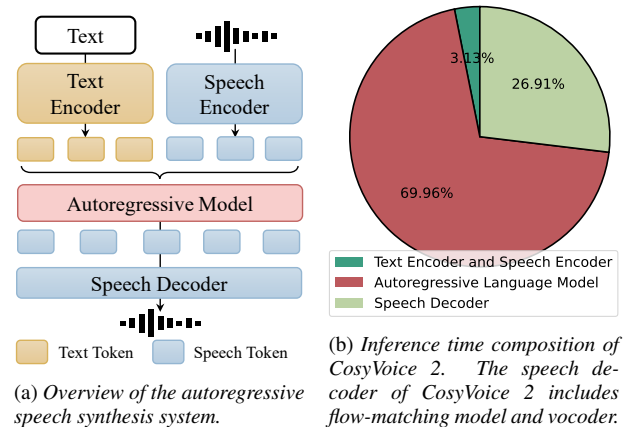 Text
Text
Encoder
Speech
Encoder
Autoregressive Model
Speech Decoder
Text Token
Speech Token
(a) Overview of the autoregressive
speech synthesis system.
3.13%
26.91%
69.96%
Text Encoder and Speech Encoder
Autoregressive Language Model
Speech Decoder
(b) Inference time composition of
CosyVoice 2. The speech de-
coder of CosyVoice 2 includes
flow-matching model and vocoder.